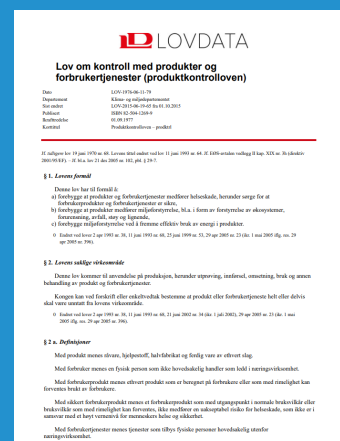 LOVDATA
Lov om kontroll med produkter og
forbrukertjenester (produktkontrolloven)
Dato LOV-1976-06-11-79
Departement Klima- og miljødepartementet
Sist endret LOV-2015-06-19-65 fra 01.10.2015
Publisert ISBN 82-504-1269-9
Ikrafttredelse 01.09.1977
Korttittel Produktkontrolloven – prodktrl
Jf. tidligere lov 19 juni 1970 nr. 60. Lovens tittel endret ved lov 11 juni 1993 nr. 64. Jf. EØS-avtalen vedlegg II kap. XIX nr. 3h (direktiv
2001/95/EF). – Jf. bl.a. lov 21 des 2005 nr. 102, phl. § 29-7.
§ 1. Lovens formål
Denne lov har til formål å
a) forebygge at produkter og forbrukertjenester medfører helseskade, herunder sørge for at
forbrukerprodukter og forbrukertjenester er sikre,
b) forebygge at produkter medfører miljøforstyrrelse, bl.a. i form av forstyrrelse av økosystemer,
forurensning, avfall, støy og lignende,
c) forebygge miljøforstyrrelse ved å fremme effektiv bruk av energi i produkter.
0 Endret ved lover 2 apr 1993 nr. 38, 11 juni 1993 nr. 68, 25 juni 1999 nr. 53, 29 apr 2005 nr. 23 (ikr. 1 mai 2005 iflg. res. 29
apr 2005 nr. 396).
§ 2. Lovens saklige virkeområde
Denne lov kommer til anvendelse på produksjon, herunder utprøving, innførsel, omsetning, bruk og annen
behandling av produkt og forbrukertjenester.
Kongen kan ved forskrift eller enkeltvedtak bestemme at produkt eller forbrukertjeneste helt eller delvis
skal være unntatt fra lovens virkeområde.
0 Endret ved lover 2 apr 1993 nr. 38, 11 juni 1993 nr. 68, 21 juni 2002 nr. 34 (ikr. 1 juli 2002), 29 apr 2005 nr. 23 (ikr. 1 mai
2005 iflg. res. 29 apr 2005 nr. 396).
§ 2 a. Definisjoner
Med produkt menes råvare, hjelpestoff, halvfabrikat og ferdig vare av ethvert slag.
Med forbruker menes en fysisk person som ikke hovedsakelig handler som ledd i næringsvirksomhet.
Med forbrukerprodukt menes ethvert produkt som er beregnet på forbrukere eller som med rimelighet kan
forventes brukt av forbrukere.
Med sikkert forbrukerprodukt menes et forbrukerprodukt som med utgangspunkt i normale bruksvilkår eller
bruksvilkår som med rimelighet kan forventes, ikke medfører en uakseptabel risiko for helseskade, som ikke er i
samsvar med et høyt vernenivå for menneskers helse og sikkerhet.
Med forbrukertjenester menes tjenester som tilbys fysiske personer hovedsakelig utenfor
næringsvirksomhet.